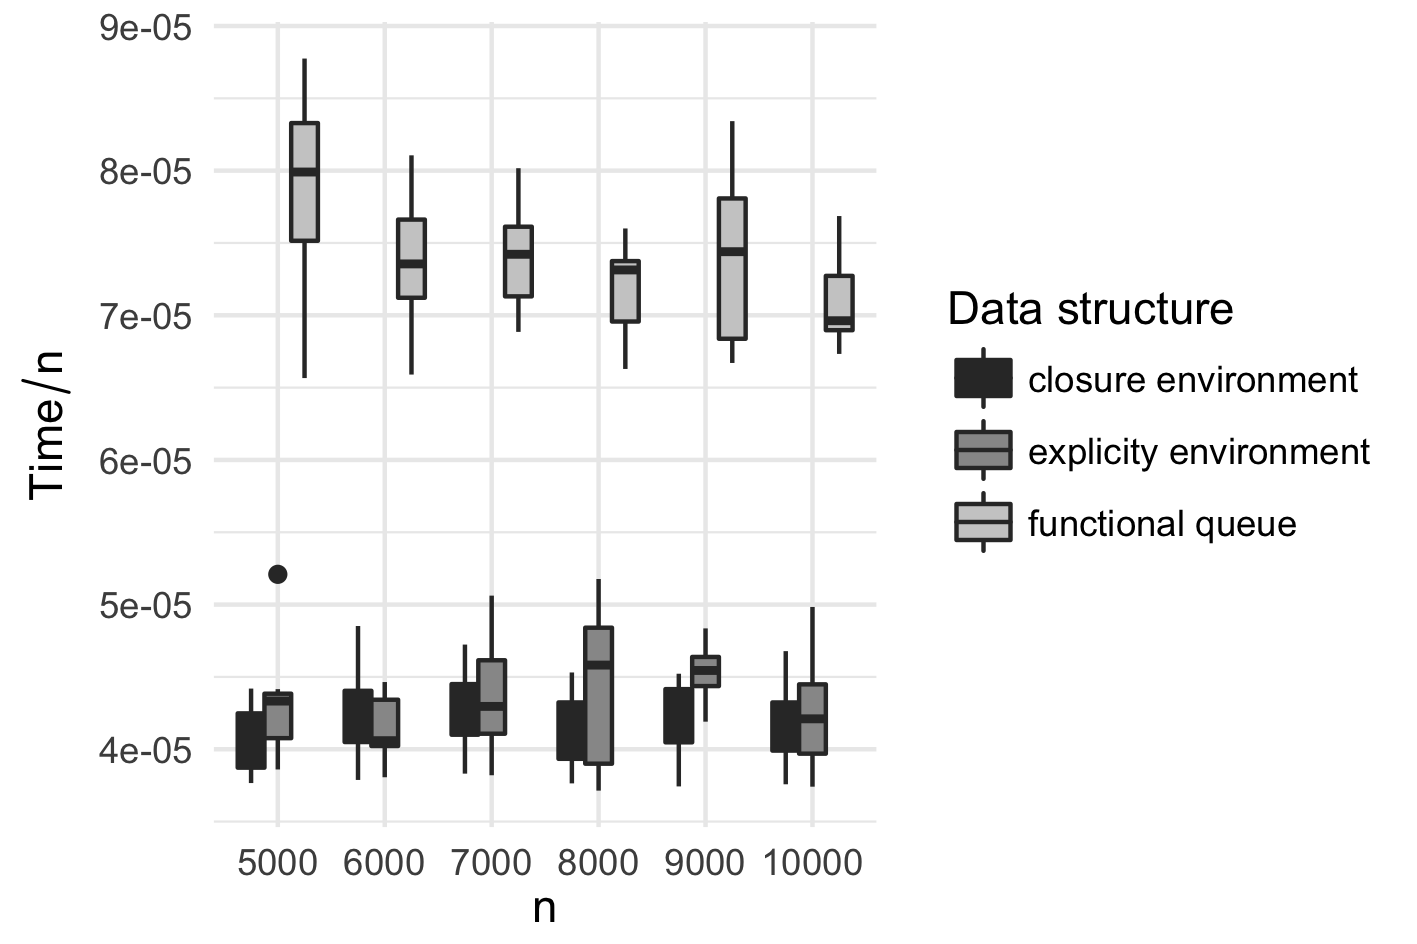 9e-05
8e-05
7e-05
6e-05
5e-05
4e-05
Time/n
5000 6000 7000 8000 9000 10000
n
Data structure
closure environment
explicity environment
functional queue